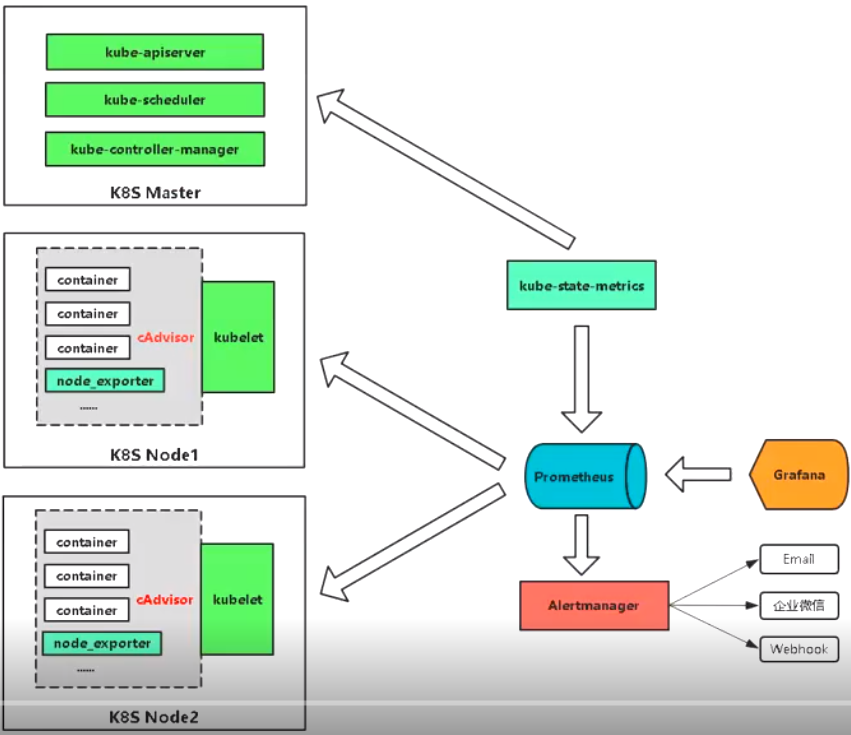 kube-apiserver
kube-scheduler
kube-controller-manager
K8S Master
container
container
container
cAdvisor
kubelet
node_exporter
......
K8S Node1
container
container
container
cAdvisor
kubelet
node_exporter
......
K8S Node2
kube-state-metrics
Prometheus
Grafana
Alertmanager
Email
企业微信
Webhook